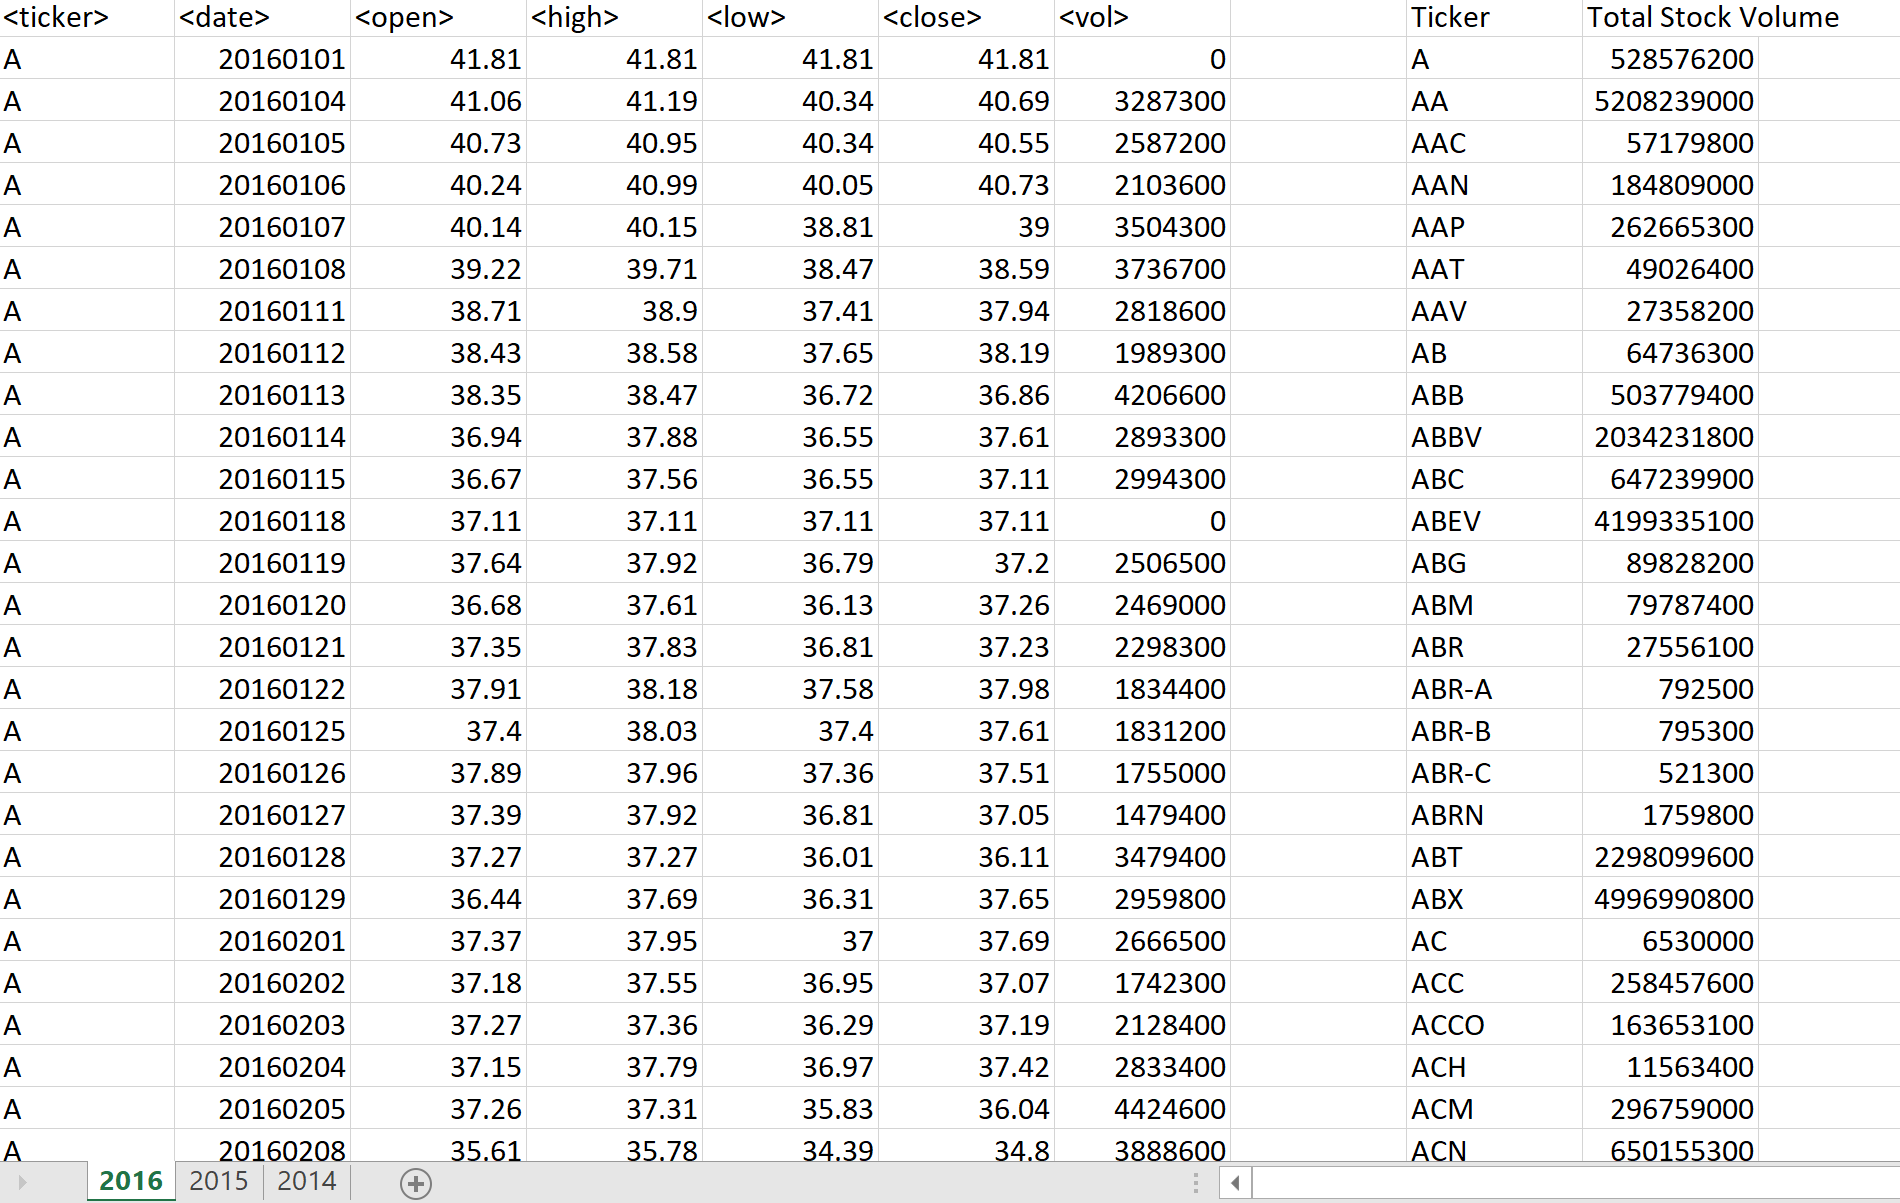 <ticker> <date> <open> <high> <low> <close> <vol> Ticker Total Stock Volume
A 20160101 41.81 41.81 41.81 41.81 0 A 528576200
A 20160104 41.06 41.19 40.34 40.69 3287300 AA 5208239000
A 20160105 40.73 40.95 40.34 40.55 2587200 AAC 57179800
A 20160106 40.24 40.99 40.05 40.73 2103600 AAN 184809000
A 20160107 40.14 40.15 38.81 39 3504300 AAP 262665300
A 20160108 39.22 39.71 38.47 38.59 3736700 AAT 49026400
A 20160111 38.71 38.9 37.41 37.94 2818600 AAV 27358200
A 20160112 38.43 38.58 37.65 38.19 1989300 AB 64736300
A 20160113 38.35 38.47 36.72 36.86 4206600 ABB 503779400
A 20160114 36.94 37.88 36.55 37.61 2893300 ABBV 2034231800
A 20160115 36.67 37.56 36.55 37.11 2994300 ABC 647239900
A 20160118 37.11 37.11 37.11 37.11 0 ABEV 4199335100
A 20160119 37.64 37.92 36.79 37.2 2506500 ABG 89828200
A 20160120 36.68 37.61 36.13 37.26 2469000 ABM 79787400
A 20160121 37.35 37.83 36.81 37.23 2298300 ABR 27556100
A 20160122 37.91 38.18 37.58 37.98 1834400 ABR-A 792500
A 20160125 37.4 38.03 37.4 37.61 1831200 ABR-B 795300
A 20160126 37.89 37.96 37.36 37.51 1755000 ABR-C 521300
A 20160127 37.39 37.92 36.81 37.05 1479400 ABRN 1759800
A 20160128 37.27 37.27 36.01 36.11 3479400 ABT 2298099600
A 20160129 36.44 37.69 36.31 37.65 2959800 ABX 4996990800
A 20160201 37.37 37.95 37 37.69 2666500 AC 6530000
A 20160202 37.18 37.55 36.95 37.07 1742300 ACC 258457600
A 20160203 37.27 37.36 36.29 37.19 2128400 ACCO 163653100
A 20160204 37.15 37.79 36.97 37.42 2833400 ACH 11563400
A 20160205 37.26 37.31 35.83 36.04 4424600 ACM 296759000
A 20160208 35.61 35.78 34.39 34.8 3888600 ACN 650155300
2016 2015 2014